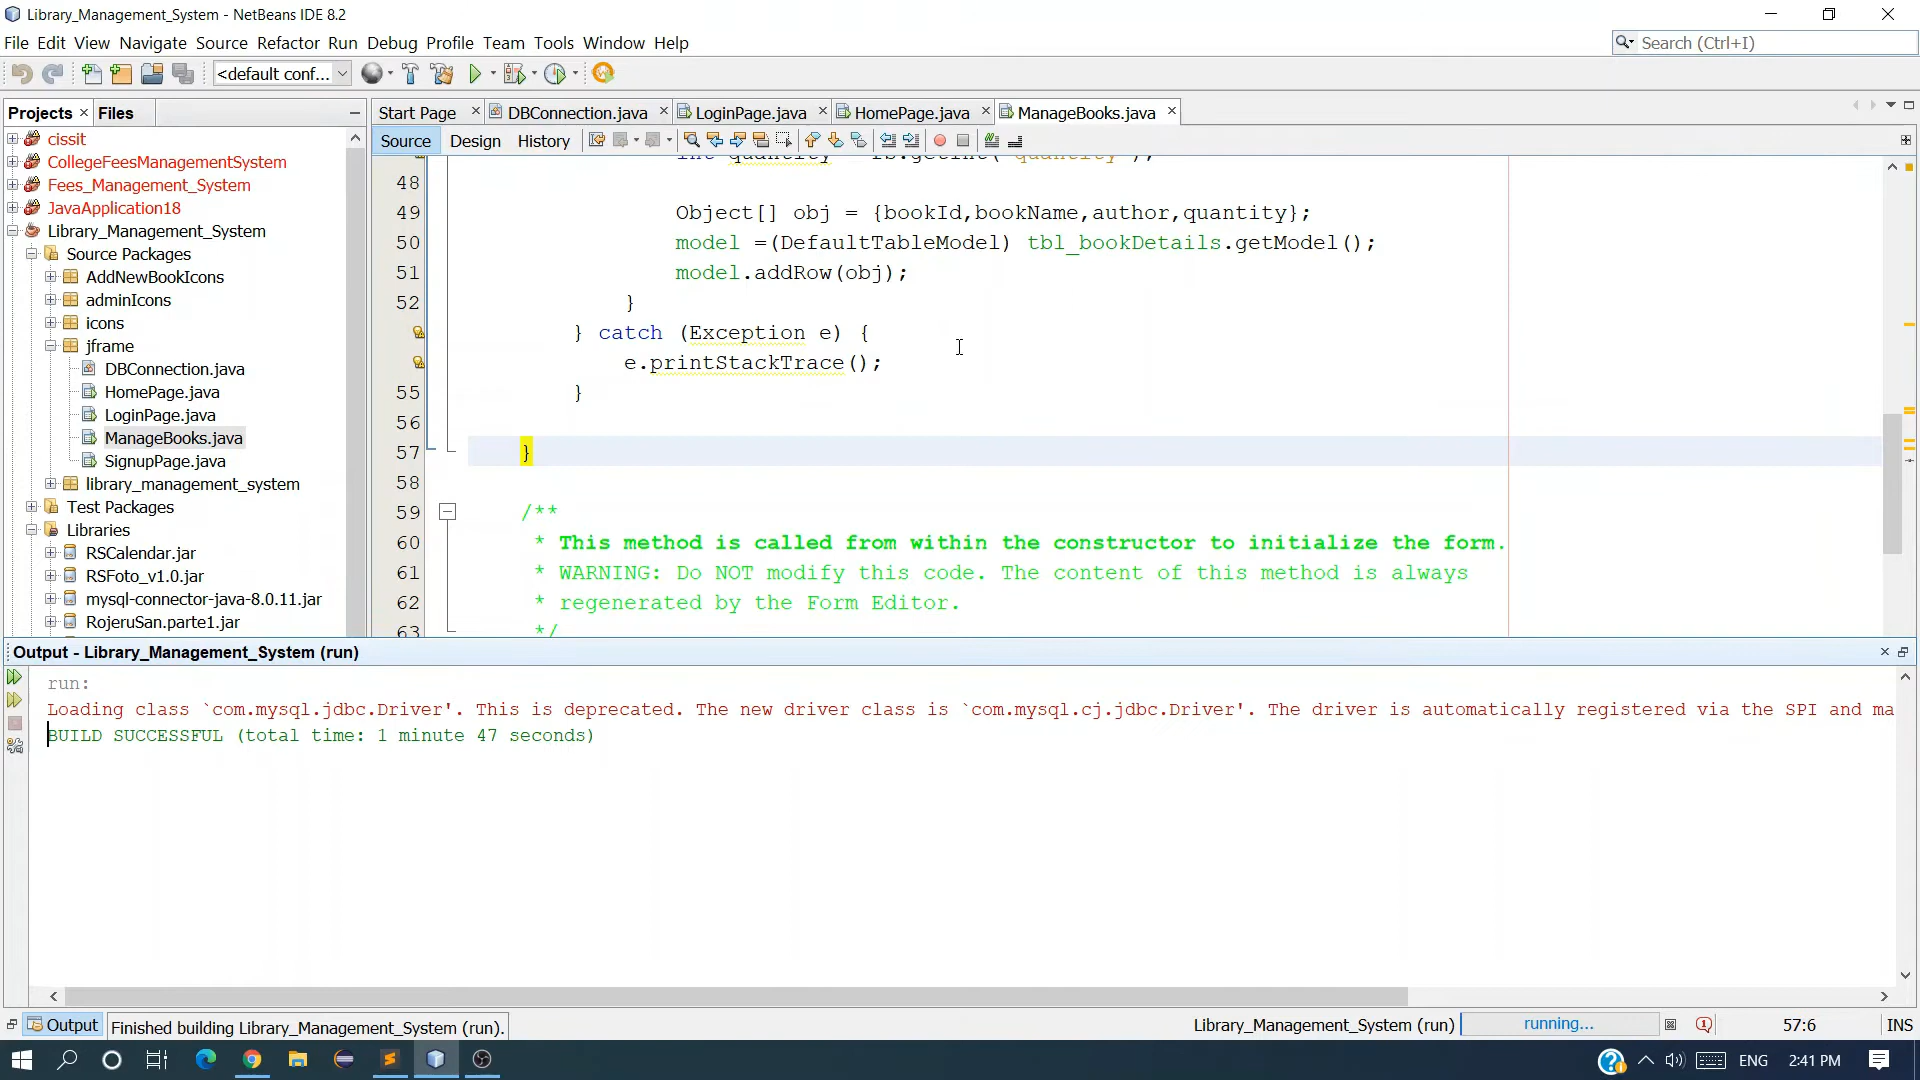 Library_Management_System - NetBeans IDE 8.2
File Edit View Navigate Source Refactor Run Debug Profile Team Tools Window Help
Search (Ctrl+I)
<default conf...
Projects
Files
Start Page
DBConnection.java
LoginPage.java
HomePage.java
ManageBooks.java
Source
Design
History
cissit
CollegeFeesManagementSystem
Fees_Management_System
JavaApplication18
Library_Management_System
Source Packages
AddNewBookIcons
adminIcons
icons
jframe
DBConnection.java
HomePage.java
LoginPage.java
ManageBooks.java
SignupPage.java
library_management_system
Test Packages
Libraries
RSCalendar.jar
RSFoto_v1.0.jar
mysql-connector-java-8.0.11.jar
RojeruSan.parte1.jar
int quantity = rs.getInt("quantity");
48
49 Object[] obj = {bookId,bookName,author,quantity};
50 model =(DefaultTableModel) tbl_bookDetails.getModel();
51 model.addRow(obj);
52 }
} catch (Exception e) {
e.printStackTrace();
55 }
56
57 }
58
59 /**
60 * This method is called from within the constructor to initialize the form.
61 * WARNING: Do NOT modify this code. The content of this method is always
62 * regenerated by the Form Editor.
63 */
Output - Library_Management_System (run)
run:
Loading class `com.mysql.jdbc.Driver'. This is deprecated. The new driver class is `com.mysql.cj.jdbc.Driver'. The driver is automatically registered via the SPI and ma
BUILD SUCCESSFUL (total time: 1 minute 47 seconds)
Output
Finished building Library_Management_System (run).
Library_Management_System (run)
running...
57:6
INS
ENG
2:41 PM